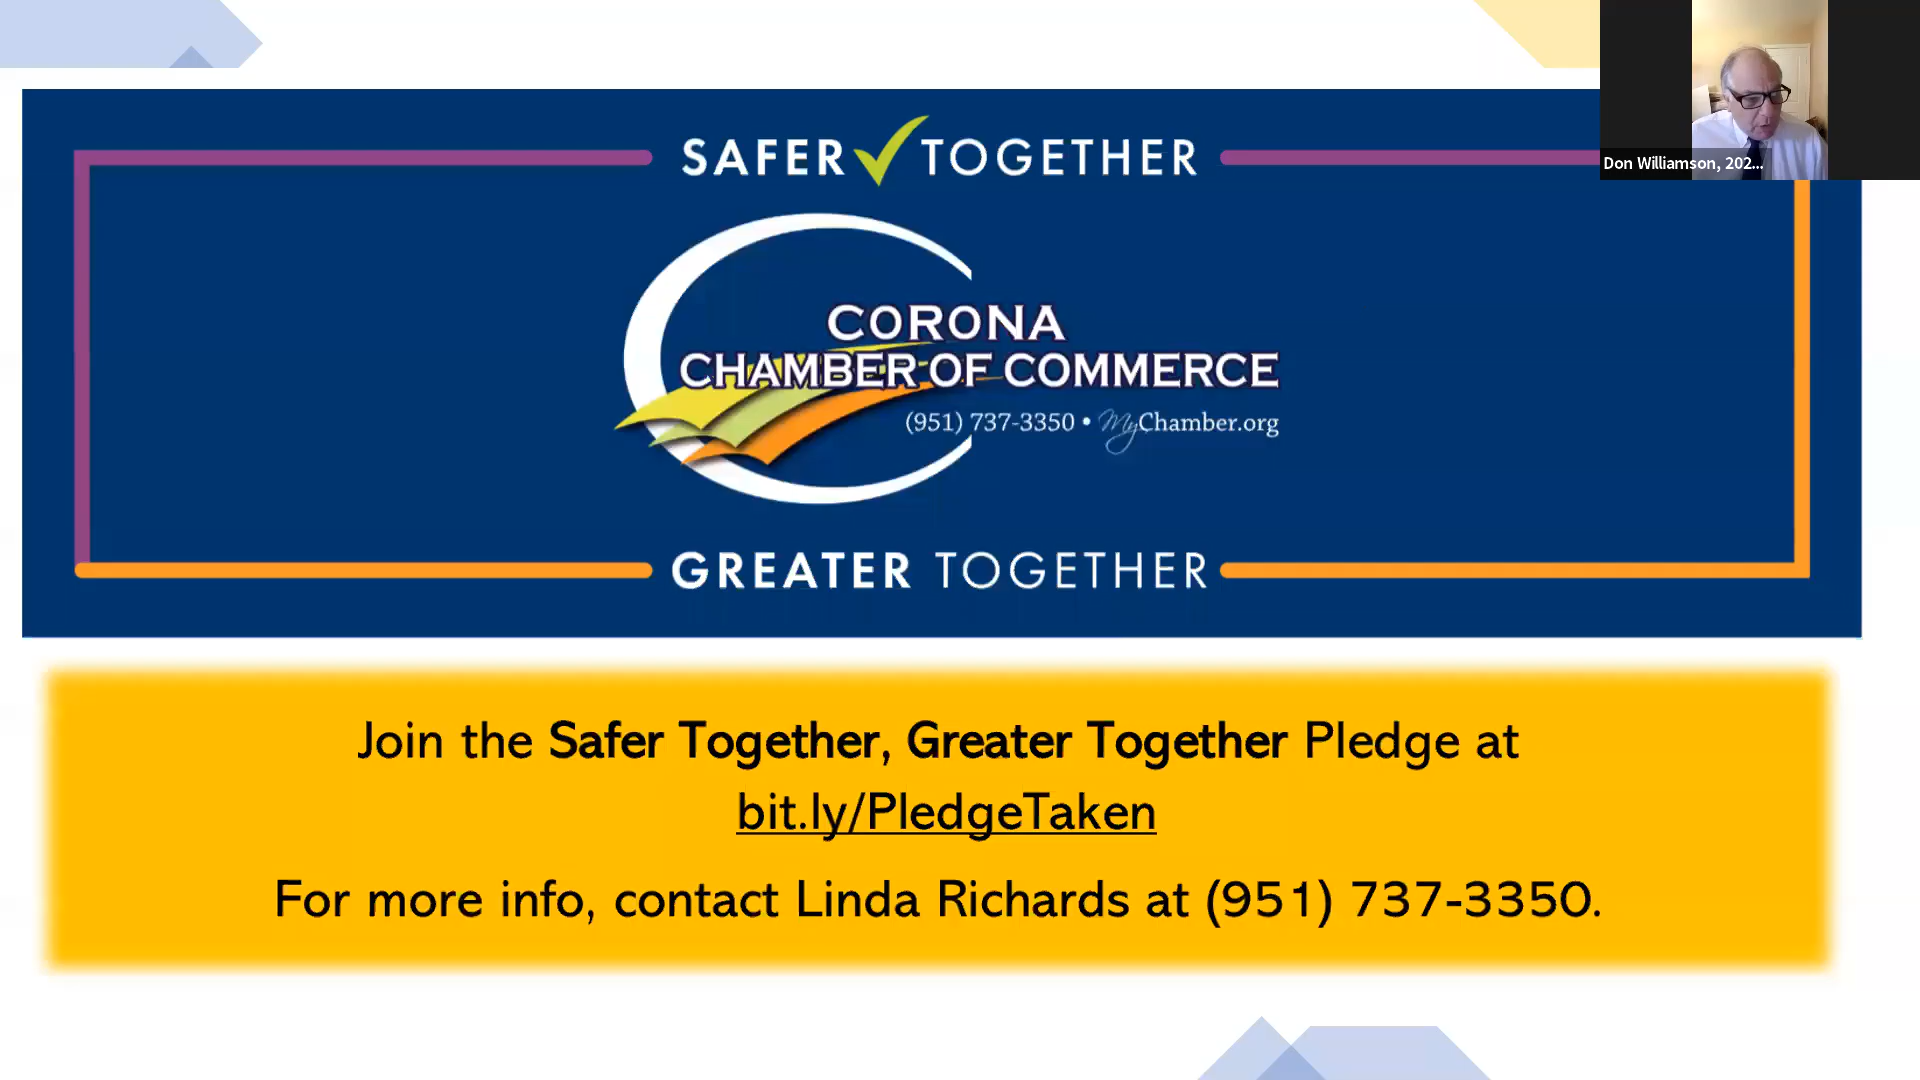 SAFER TOGETHER
Don Williamson, 202...
CORONA
CHAMBER OF COMMERCE
(951) 737-3350 • MyChamber.org
GREATER TOGETHER
Join the Safer Together, Greater Together Pledge at
bit.ly/PledgeTaken
For more info, contact Linda Richards at (951) 737-3350.